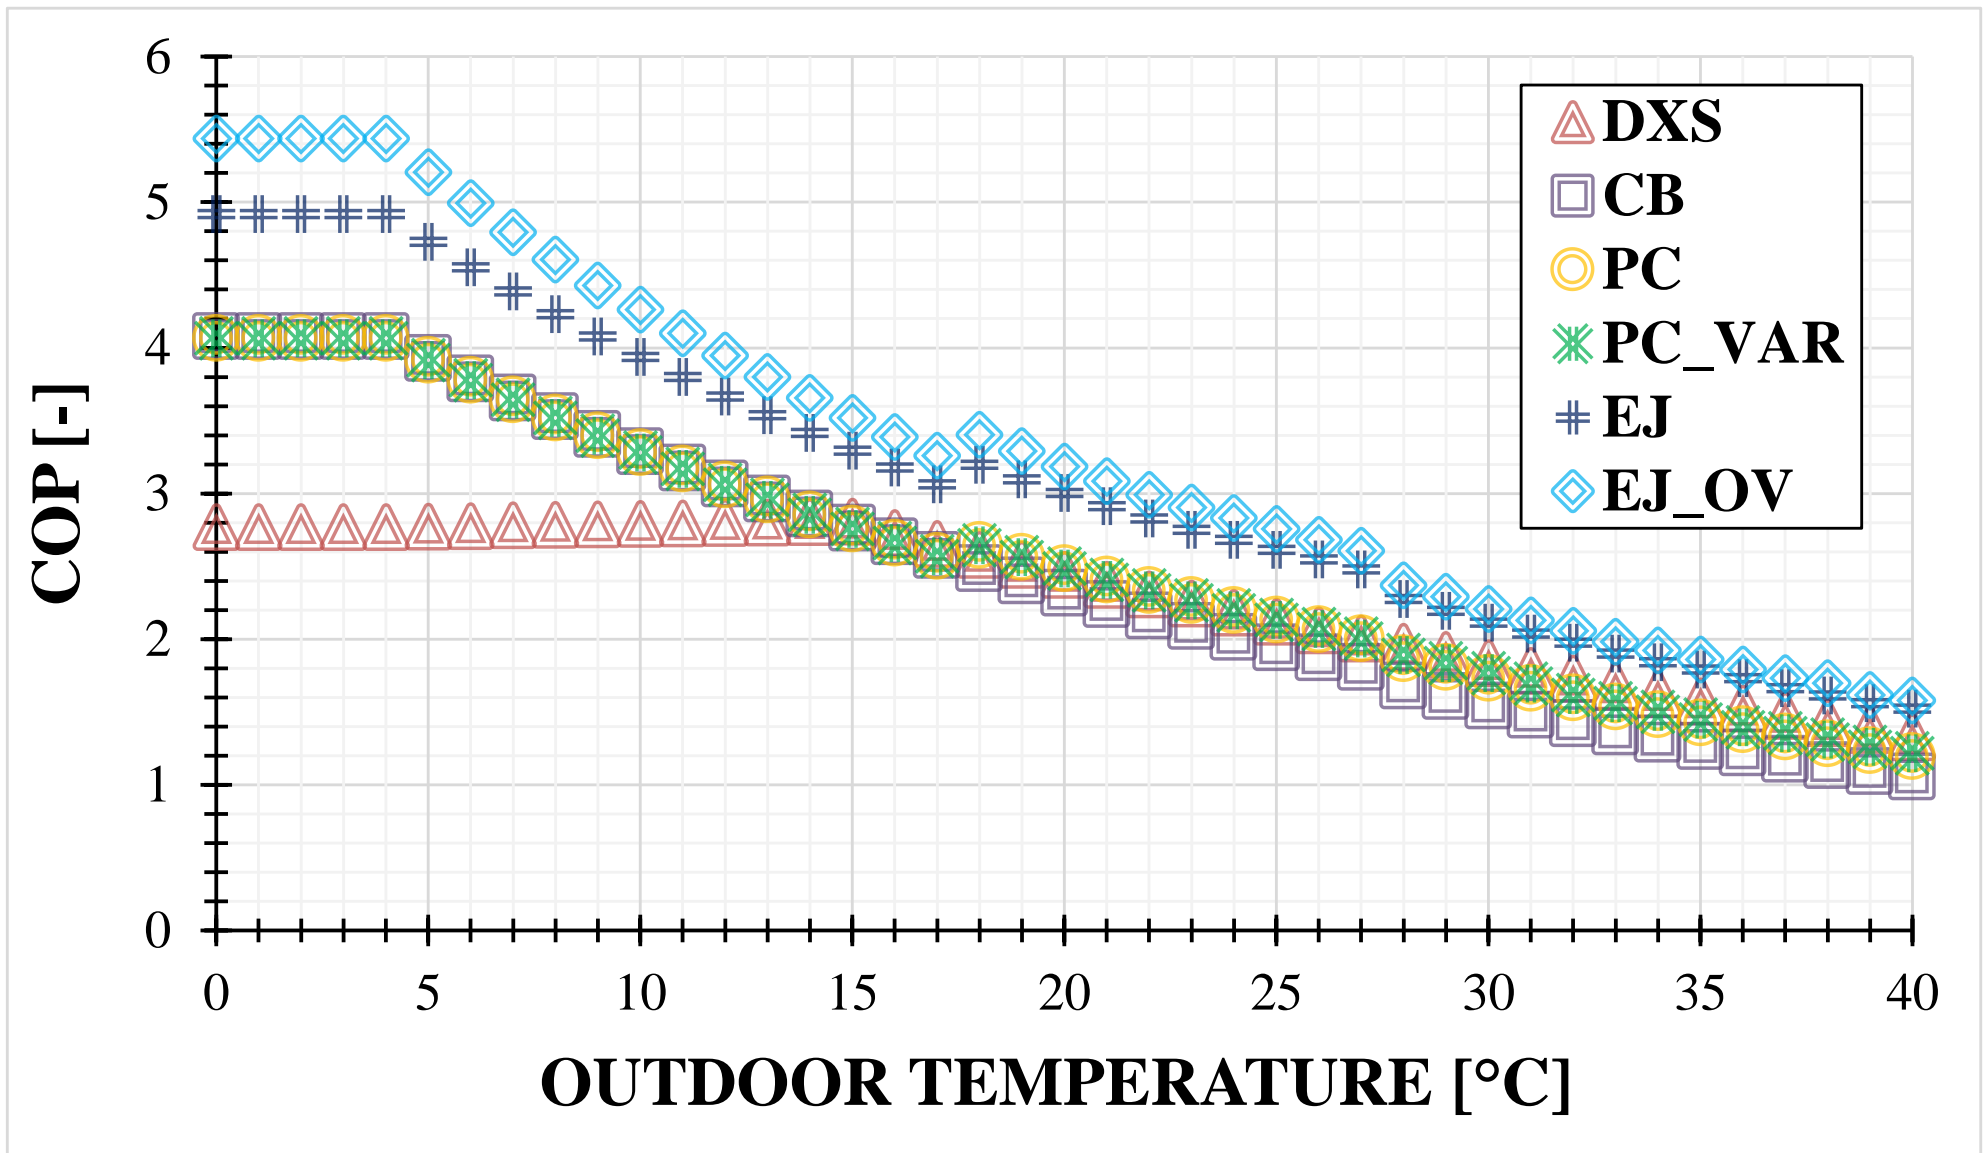 6
5
4
3
2
1
0
COP [-]
0 5 10 15 20 25 30 35 40
OUTDOOR TEMPERATURE [°C]
DXS
CB
PC
PC_VAR
EJ
EJ_OV